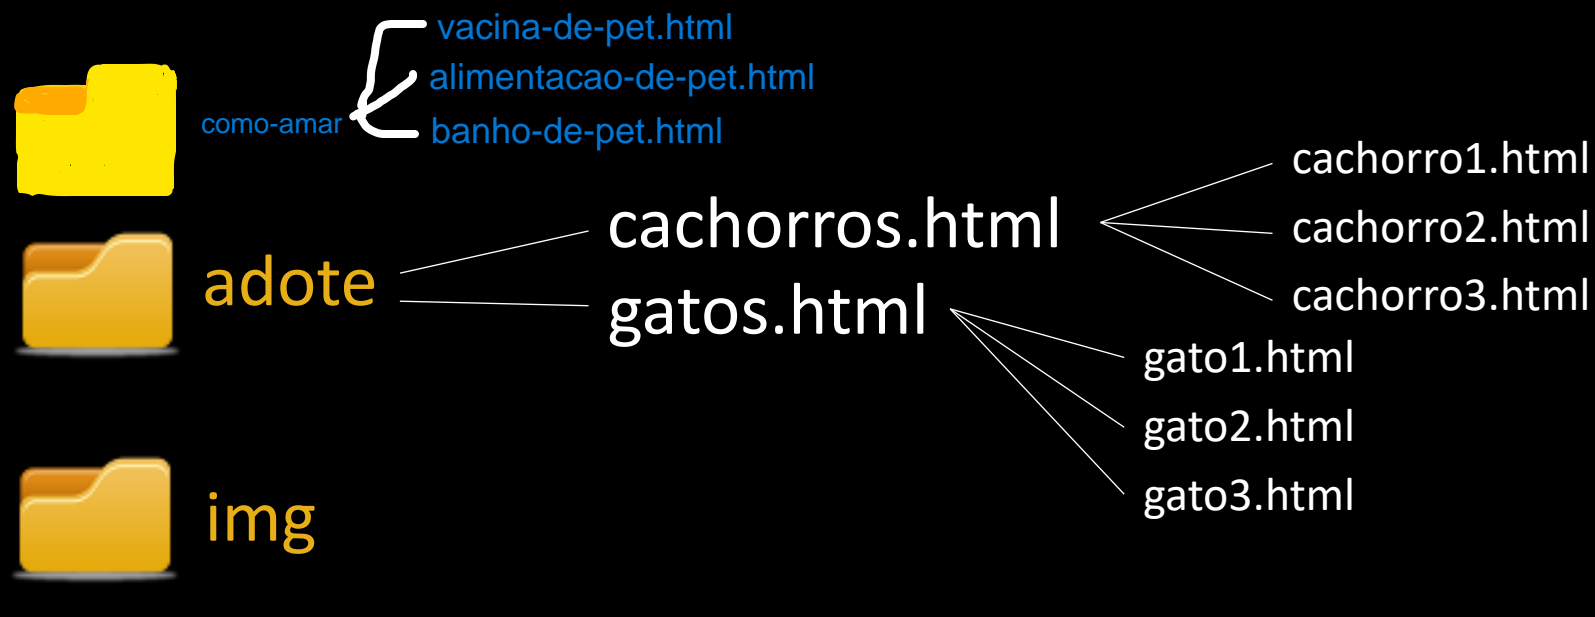 vacina-de-pet.html
alimentacao-de-pet.html
como-amar
banho-de-pet.html
adote
cachorros.html
gatos.html
cachorro1.html
cachorro2.html
cachorro3.html
gato1.html
gato2.html
gato3.html
img